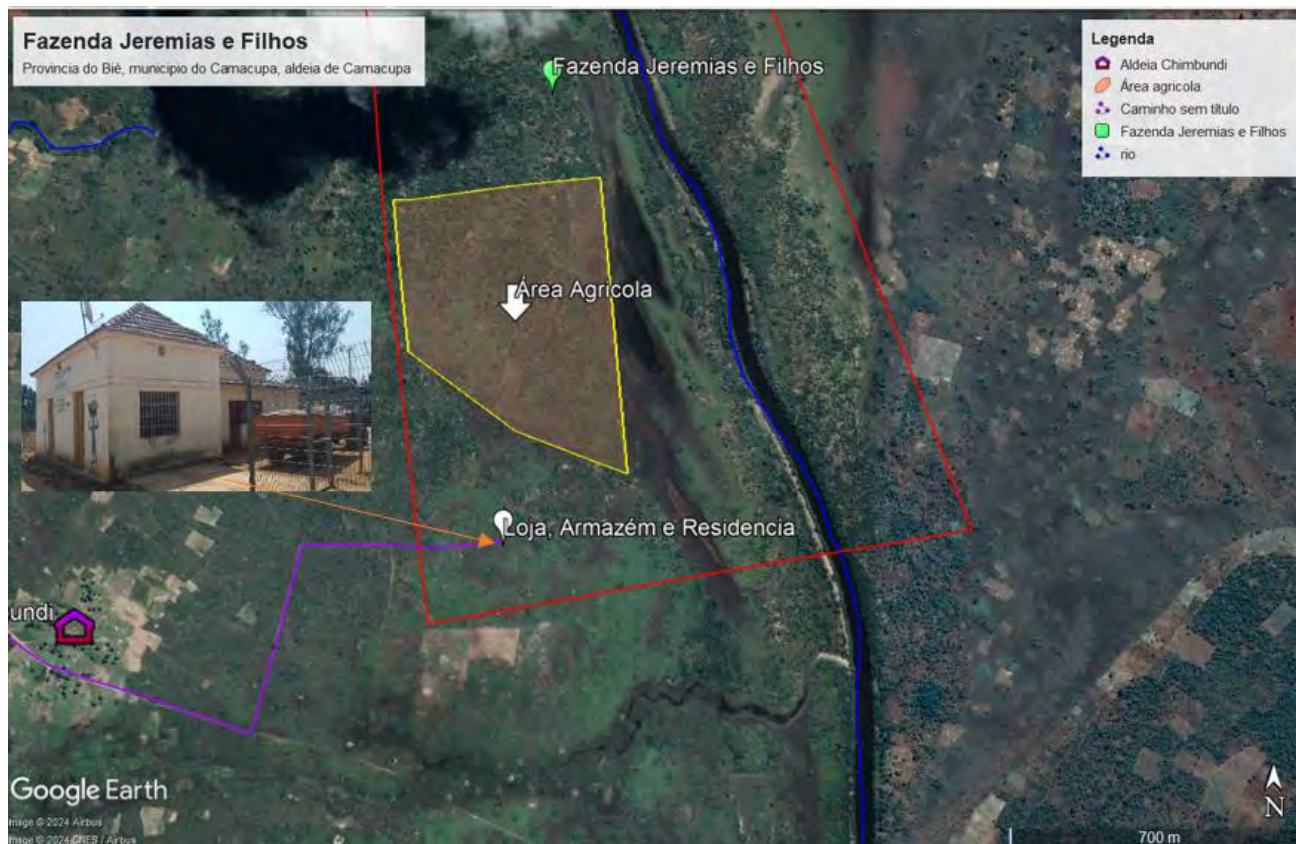 Fazenda Jeremias e Filhos
Provincia do Bié, municipio do Camacupa, aldeia de Camacupa
Legenda
Aldeia Chimbundi
Área agricola
Caminho sem título
Fazenda Jeremias e Filhos
rio
Fazenda Jeremias e Filhos
Área Agricola
Loja, Armazém e Residencia
undi
Google Earth
Image © 2024 Airbus
Image © 2024 CNES / Airbus
N
700 m